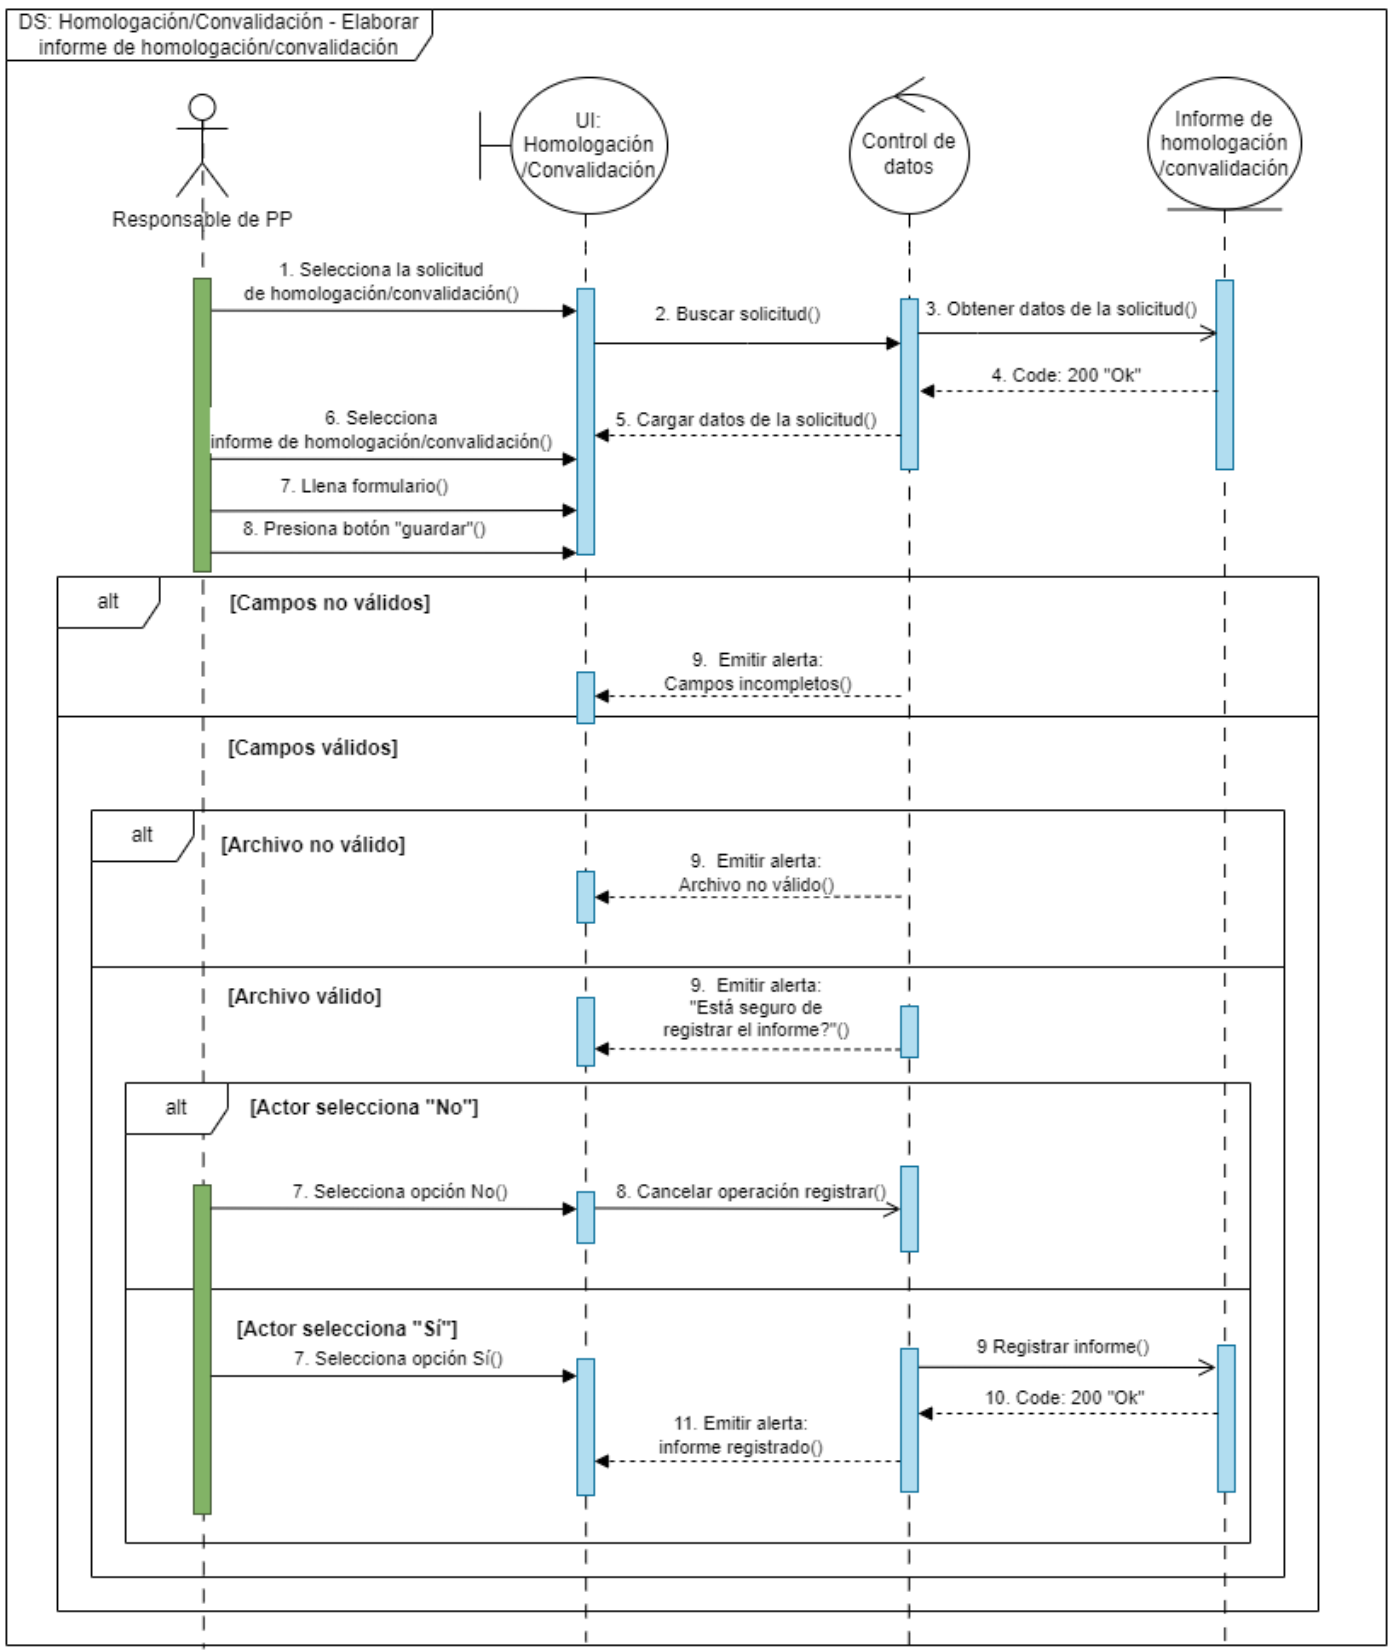 DS: Homologación/Convalidación - Elaborar
informe de homologación/convalidación
Responsable de PP
UI:
Homologación
/Convalidación
Control de
datos
Informe de
homologación
/convalidación
1. Selecciona la solicitud
de homologación/convalidación()
2. Buscar solicitud()
3. Obtener datos de la solicitud()
4. Code: 200 "Ok"
5. Cargar datos de la solicitud()
6. Selecciona
informe de homologación/convalidación()
7. Llena formulario()
8. Presiona botón "guardar"()
alt
[Campos no válidos]
9.  Emitir alerta:
Campos incompletos()
[Campos válidos]
alt
[Archivo no válido]
9.  Emitir alerta:
Archivo no válido()
[Archivo válido]
9.  Emitir alerta:
"Está seguro de
registrar el informe?"()
alt
[Actor selecciona "No"]
7. Selecciona opción No()
8. Cancelar operación registrar()
[Actor selecciona "Sí"]
7. Selecciona opción Sí()
9 Registrar informe()
10. Code: 200 "Ok"
11. Emitir alerta:
informe registrado()